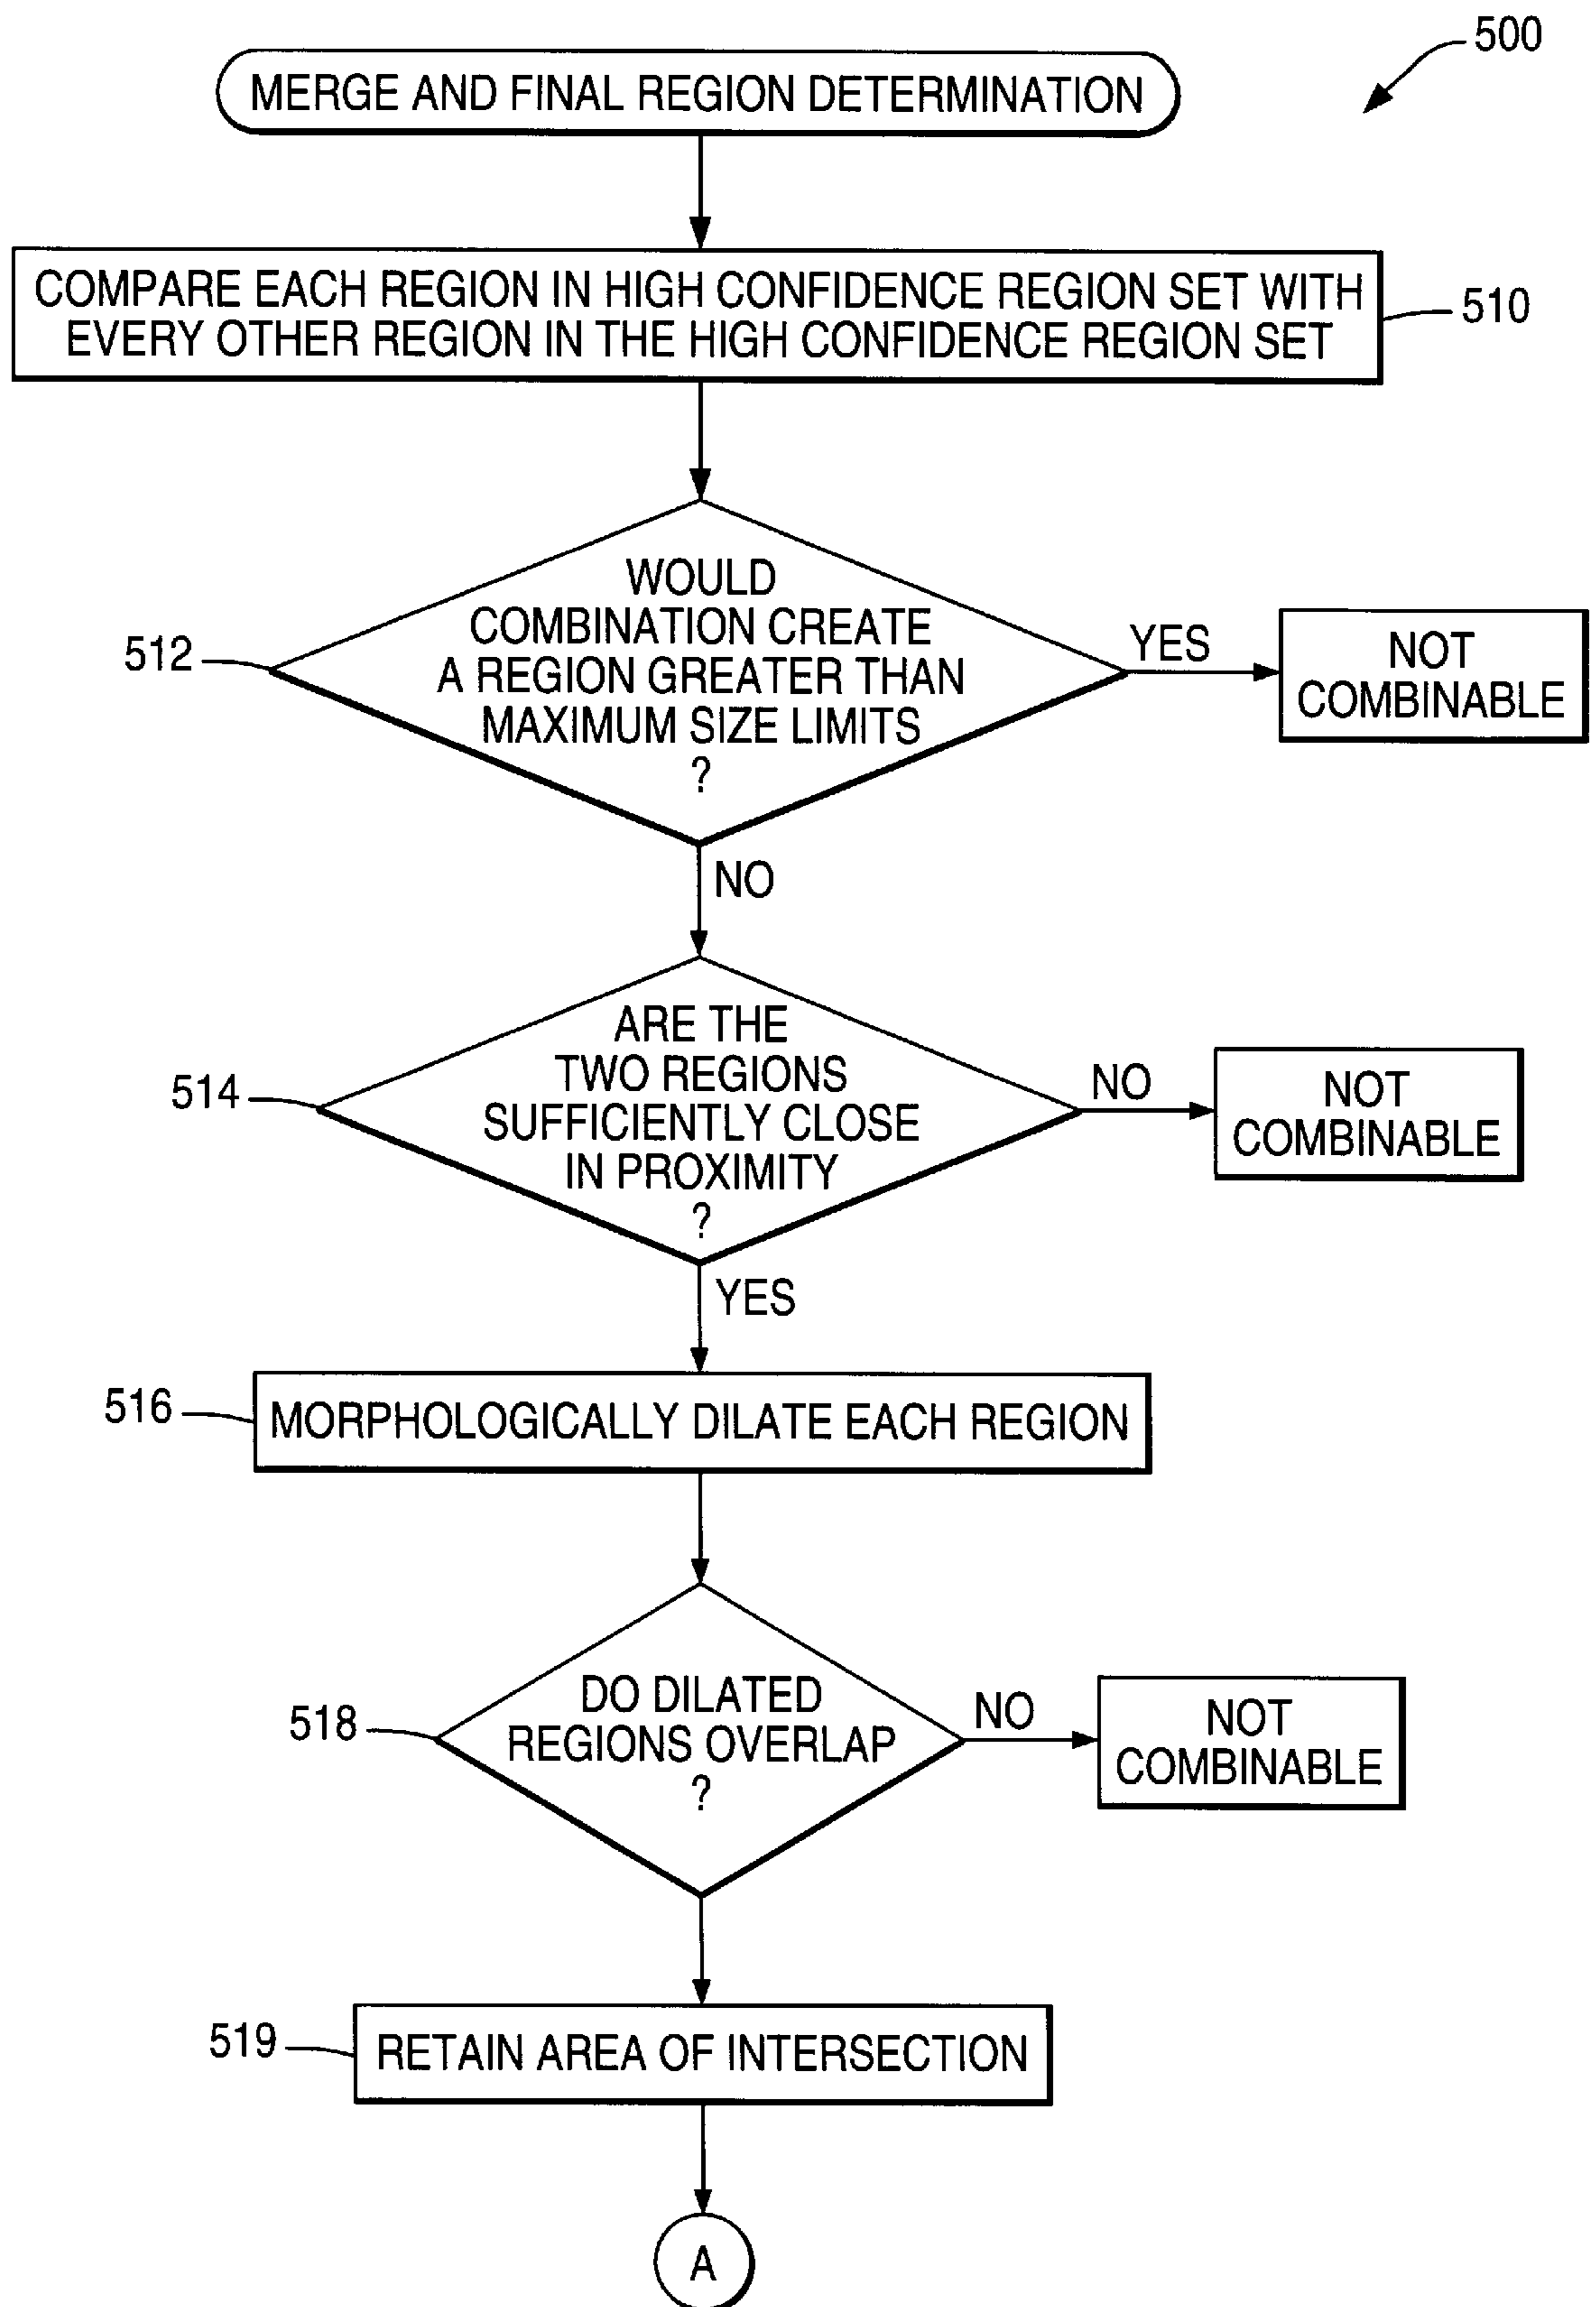 500
MERGE AND FINAL REGION DETERMINATION
COMPARE EACH REGION IN HIGH CONFIDENCE REGION SET WITH
EVERY OTHER REGION IN THE HIGH CONFIDENCE REGION SET
510
WOULD
COMBINATION CREATE
A REGION GREATER THAN
MAXIMUM SIZE LIMITS
?
512
YES
NOT
COMBINABLE
NO
ARE THE
TWO REGIONS
SUFFICIENTLY CLOSE
IN PROXIMITY
?
514
NO
NOT
COMBINABLE
YES
516
MORPHOLOGICALLY DILATE EACH REGION
DO DILATED
REGIONS OVERLAP
?
518
NO
NOT
COMBINABLE
519
RETAIN AREA OF INTERSECTION
A